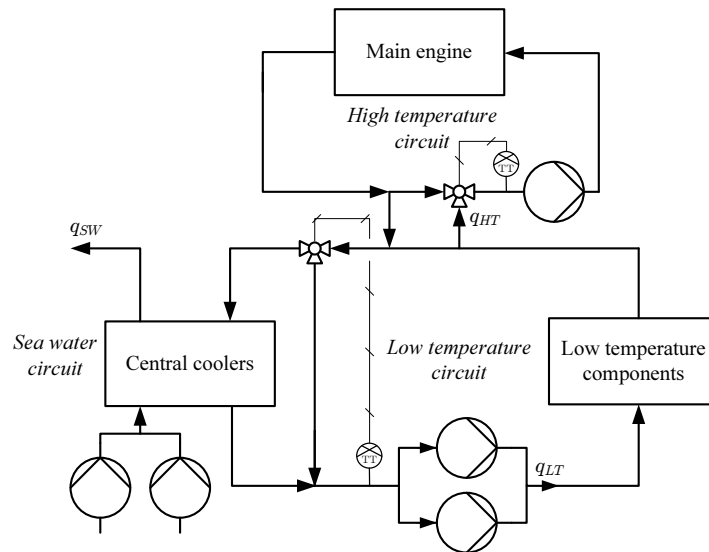 Main engine
High temperature
circuit
TT
q_HT
q_SW
Sea water
circuit
Central coolers
Low temperature
circuit
Low temperature
components
TT
q_LT